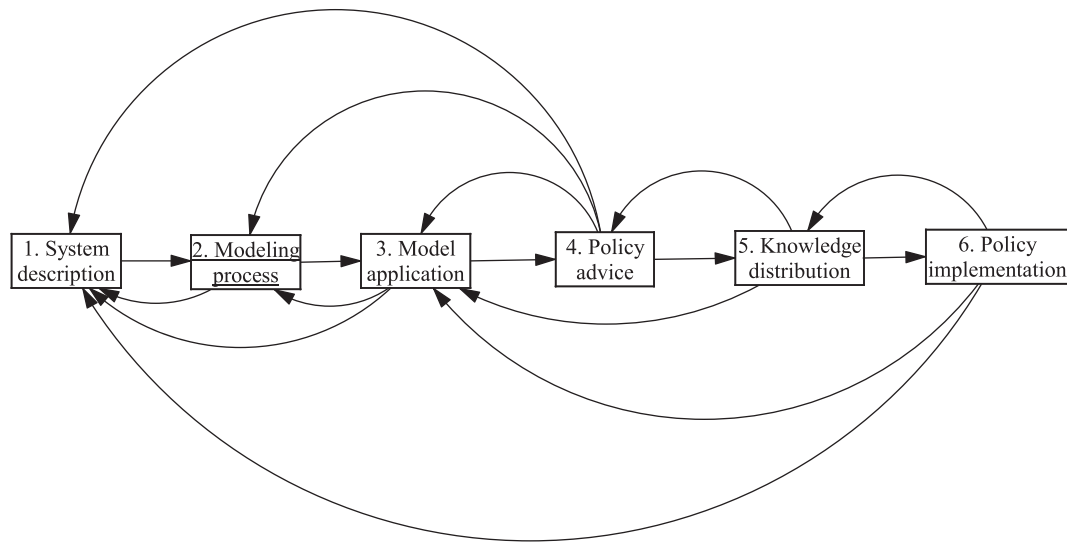 1. System
description
2. Modeling
process
3. Model
application
4. Policy
advice
5. Knowledge
distribution
6. Policy
implementation